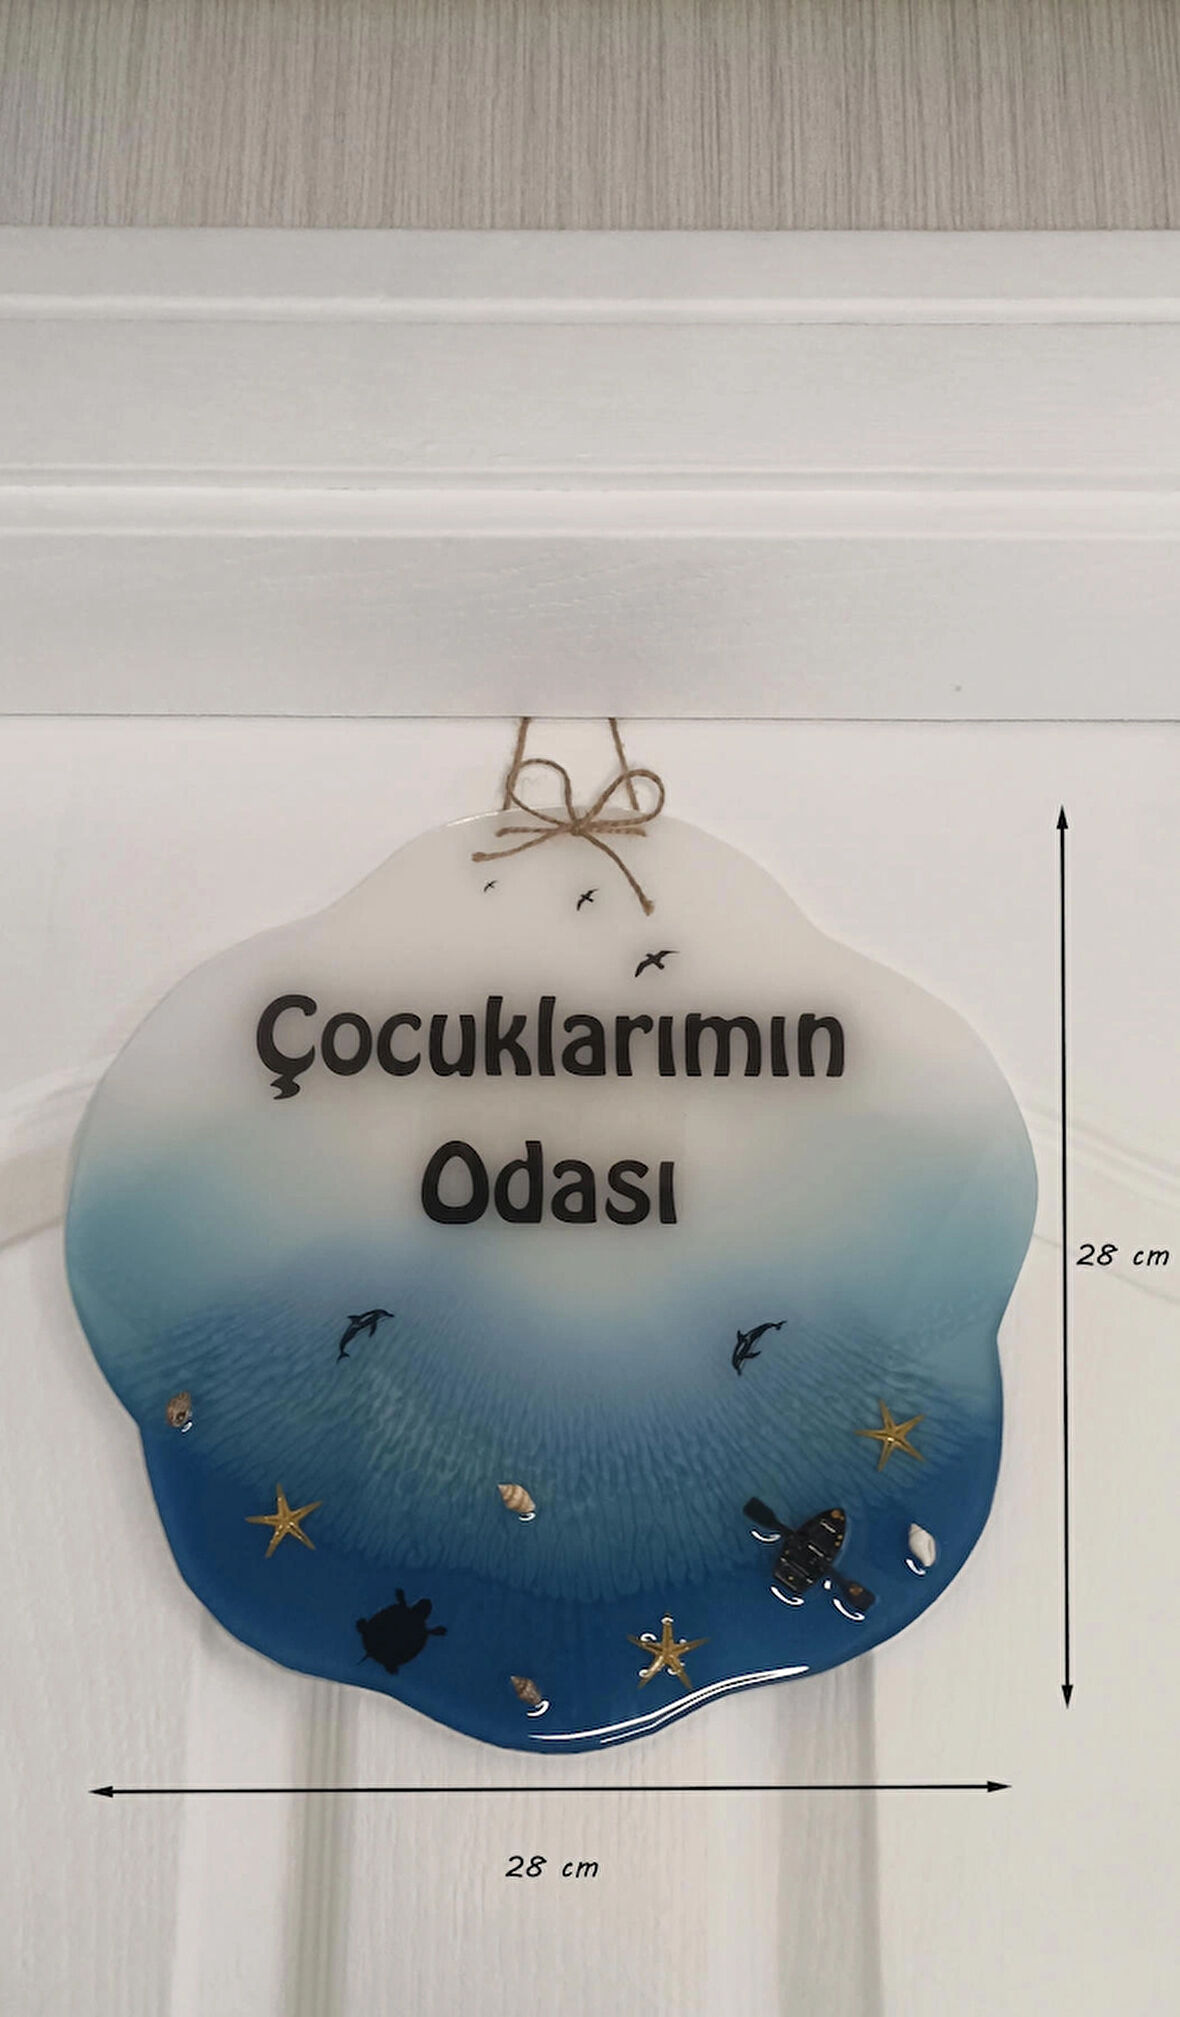 Çocuklarımın
Odası
28 cm
28 cm